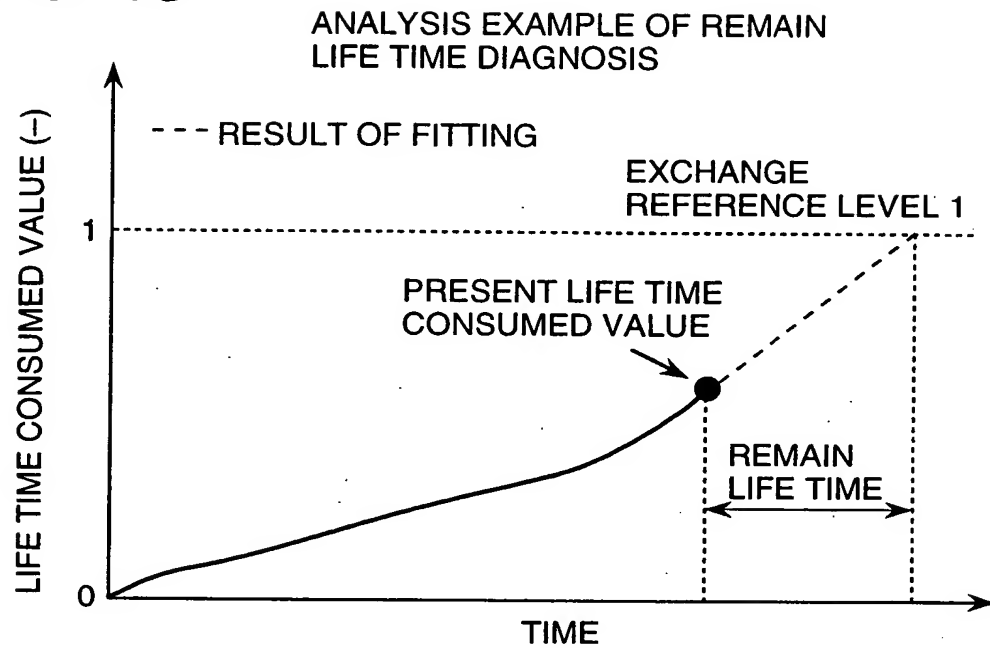 ANALYSIS EXAMPLE OF REMAIN
LIFE TIME DIAGNOSIS
LIFE TIME CONSUMED VALUE (–)
--- RESULT OF FITTING
EXCHANGE
REFERENCE LEVEL 1
1
PRESENT LIFE TIME
CONSUMED VALUE
REMAIN
LIFE TIME
0
TIME